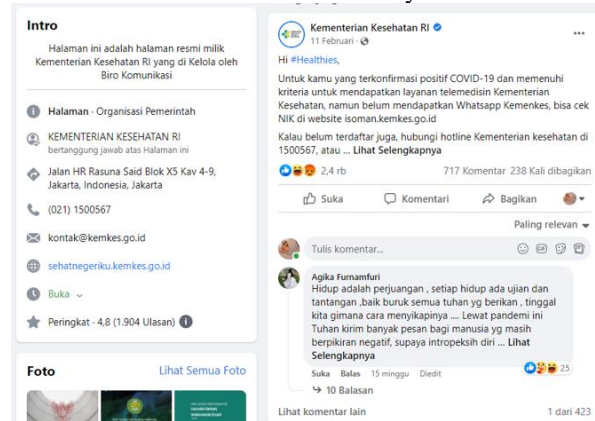 Intro
Halaman ini adalah halaman resmi milik
Kementerian Kesehatan RI yang di Kelola oleh
Biro Komunikasi
Halaman · Organisasi Pemerintah
KEMENTERIAN KESEHATAN RI
bertanggung jawab atas Halaman ini
Jalan HR Rasuna Said Blok X5 Kav 4-9,
Jakarta, Indonesia, Jakarta
(021) 1500567
kontak@kemkes.go.id
sehatnegeriku.kemkes.go.id
Buka
Peringkat · 4,8 (1.904 Ulasan)
Foto
Lihat Semua Foto
Kementerian Kesehatan RI
11 Februari ·
Hi #Healthies,
Untuk kamu yang terkonfirmasi positif COVID-19 dan memenuhi
kriteria untuk mendapatkan layanan telemedisin Kementerian
Kesehatan, namun belum mendapatkan Whatsapp Kemenkes, bisa cek
NIK di website isoman.kemkes.go.id
Kalau belum terdaftar juga, hubungi hotline Kementerian kesehatan di
1500567, atau ... Lihat Selengkapnya
2,4 rb
717 Komentar 238 Kali dibagikan
Suka Komentari Bagikan
Paling relevan
Tulis komentar...
GIF
Agika Furnamfuri
Hidup adalah perjuangan , setiap hidup ada ujian dan
tantangan ,baik buruk semua tuhan yg berikan , tinggal
kita gimana cara menyikapinya .... Lewat pandemi ini
Tuhan kirim banyak pesan bagi manusia yg masih
berpikiran negatif, supaya intropeksih diri ... Lihat
Selengkapnya
25
Suka Balas 15 minggu Diedit
10 Balasan
Lihat komentar lain
1 dari 423